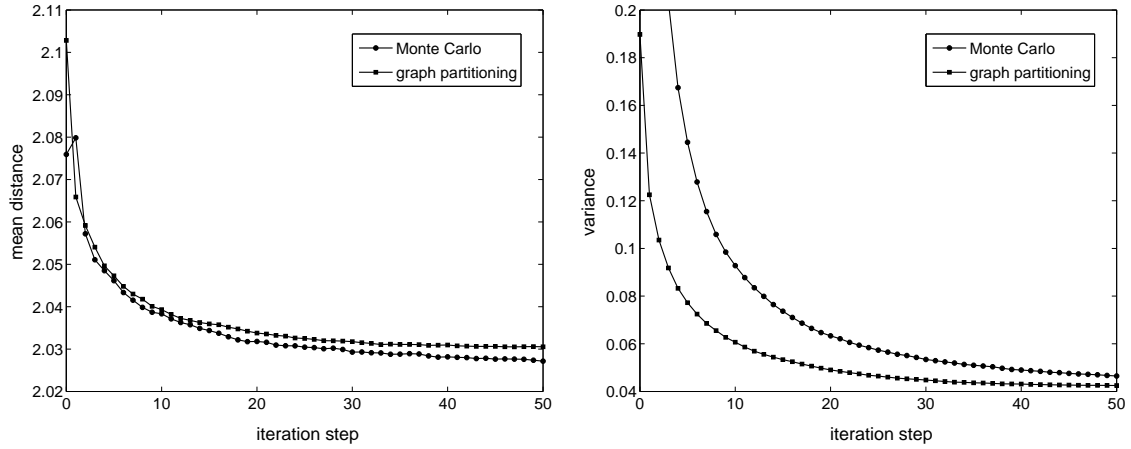 2.11
2.1
2.09
2.08
2.07
2.06
2.05
2.04
2.03
2.02
mean distance
0 10 20 30 40 50
iteration step
Monte Carlo
graph partitioning
0.2
0.18
0.16
0.14
0.12
0.1
0.08
0.06
0.04
variance
0 10 20 30 40 50
iteration step
Monte Carlo
graph partitioning